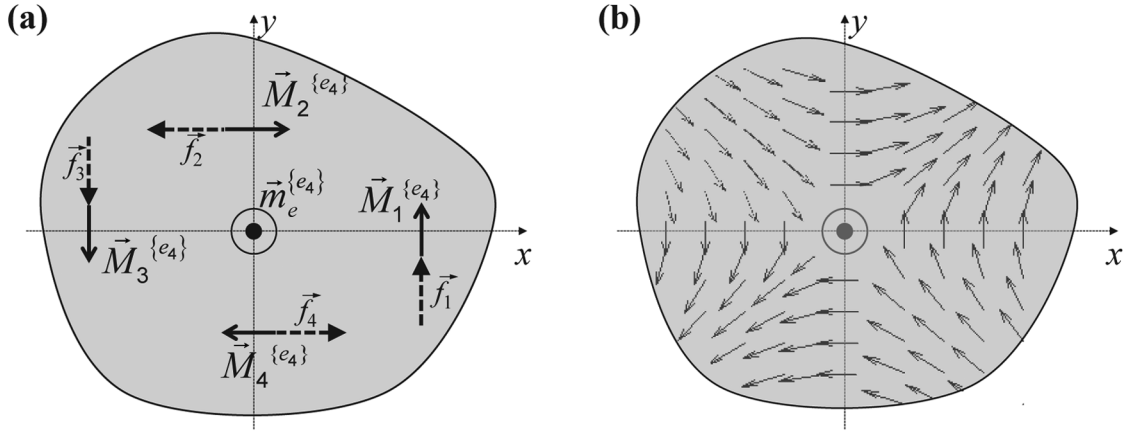 (a) y (b) y
M⃗₂{e₄}
f⃗₂
f⃗₃ m⃗ₑ{e₄} M⃗₁{e₄}
M⃗₃{e₄} x x
f⃗₄ f⃗₁
M⃗₄{e₄}